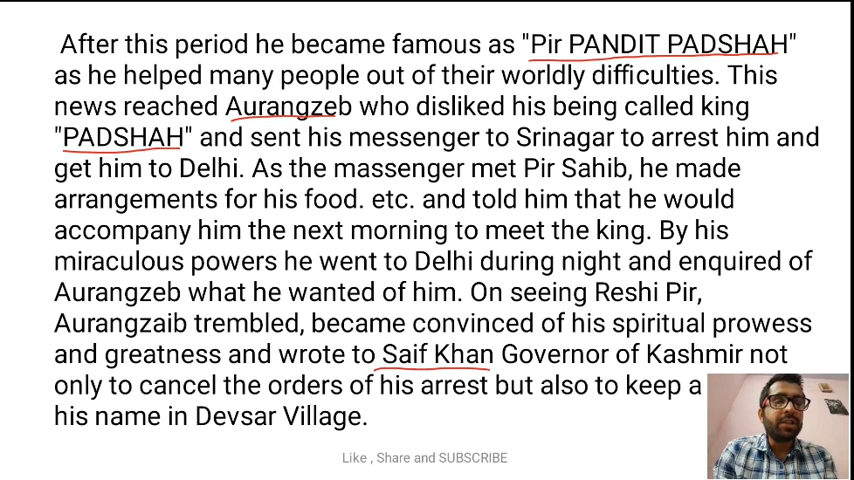 After this period he became famous as "Pir PANDIT PADSHAH"
as he helped many people out of their worldly difficulties. This
news reached Aurangzeb who disliked his being called king
"PADSHAH" and sent his messenger to Srinagar to arrest him and
get him to Delhi. As the massenger met Pir Sahib, he made
arrangements for his food. etc. and told him that he would
accompany him the next morning to meet the king. By his
miraculous powers he went to Delhi during night and enquired of
Aurangzeb what he wanted of him. On seeing Reshi Pir,
Aurangzaib trembled, became convinced of his spiritual prowess
and greatness and wrote to Saif Khan Governor of Kashmir not
only to cancel the orders of his arrest but also to keep a
his name in Devsar Village.
Like , Share and SUBSCRIBE